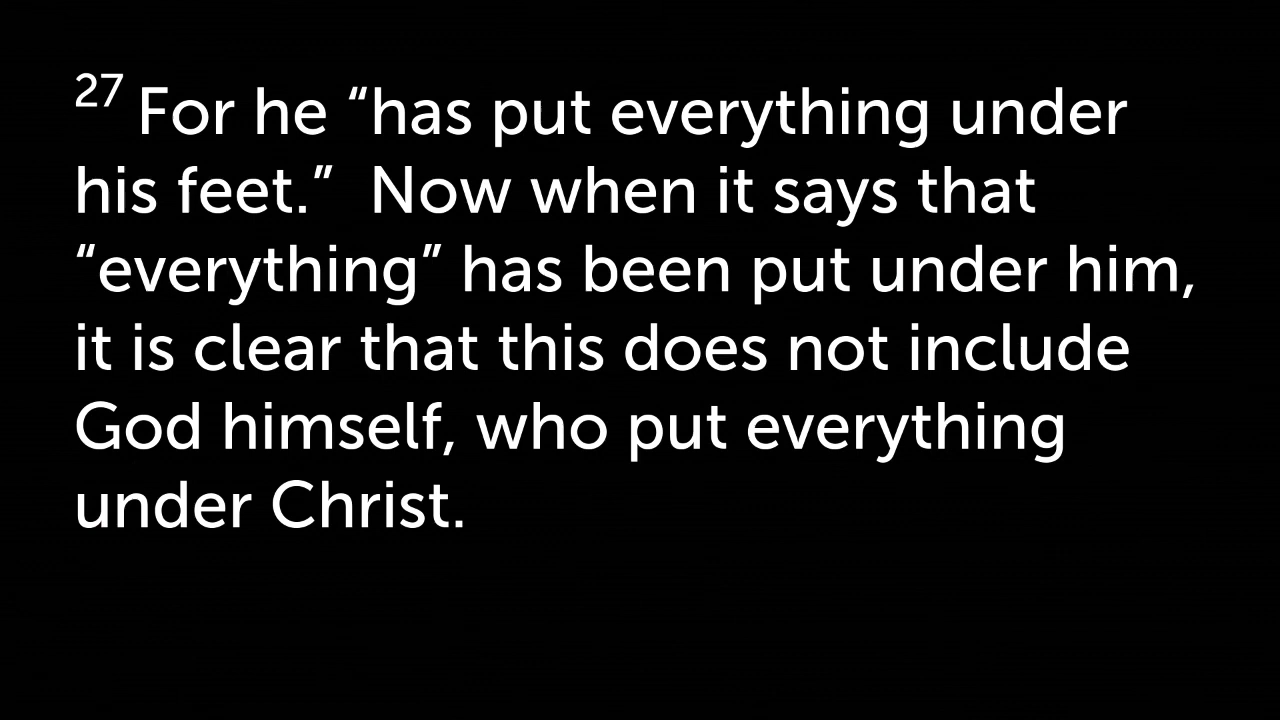 27 For he “has put everything under
his feet.”  Now when it says that
“everything” has been put under him,
it is clear that this does not include
God himself, who put everything
under Christ.